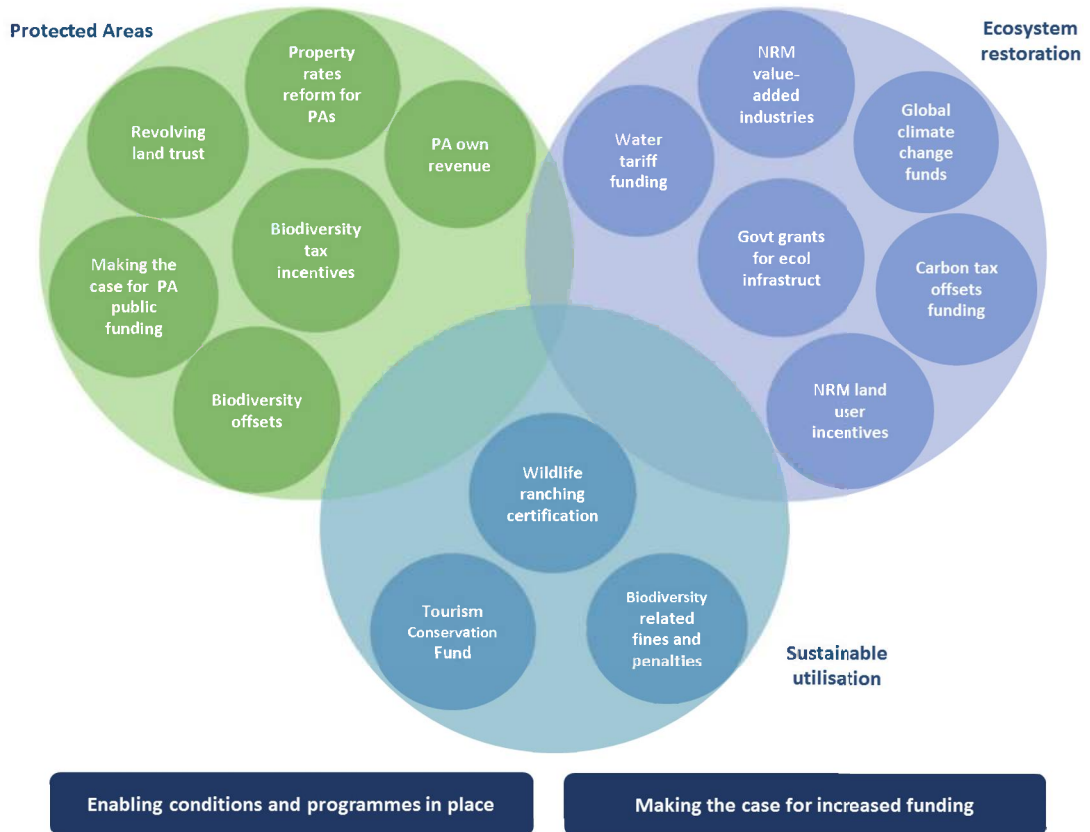 Protected Areas
Property
rates
reform for
PAs
Revolving
land trust
PA own
revenue
Biodiversity
tax
incentives
Making the
case for PA
public
funding
Biodiversity
offsets
Ecosystem
restoration
NRM
value-
added
industries
Water
tariff
funding
Global
climate
change
funds
Govt grants
for ecol
infrastruct
Carbon tax
offsets
funding
NRM land
user
incentives
Wildlife
ranching
certification
Tourism
Conservation
Fund
Biodiversity
related
fines and
penalties
Sustainable
utilisation
Enabling conditions and programmes in place
Making the case for increased funding